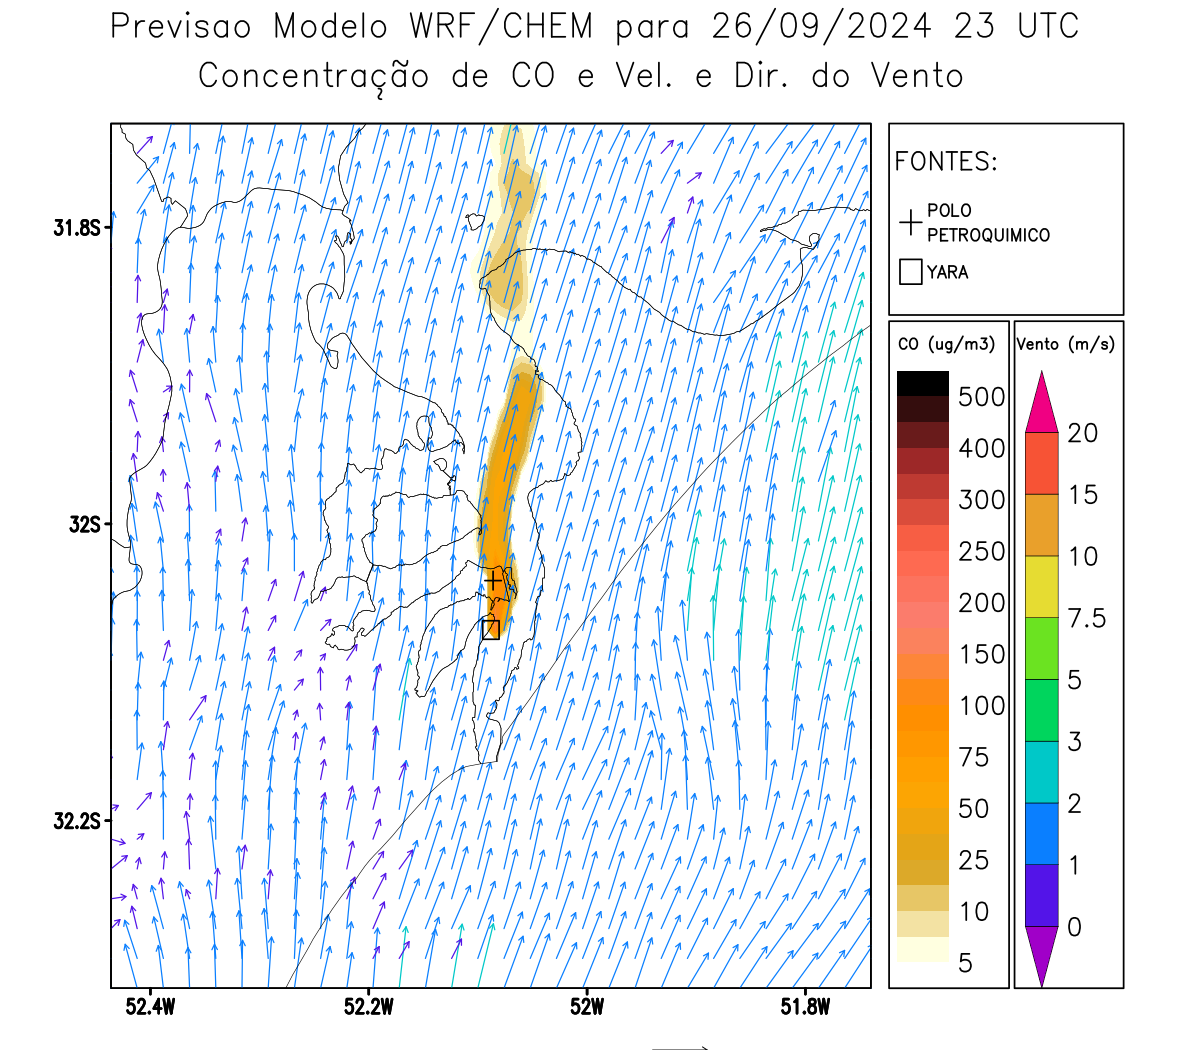 Previsao Modelo WRF/CHEM para 26/09/2024 23 UTC
Concentração de CO e Vel. e Dir. do Vento
FONTES:
POLO
PETROQUIMICO
YARA
31.8S
32S
32.2S
52.4W
52.2W
52W
51.8W
CO (ug/m3)
500
400
300
250
200
150
100
75
50
25
10
5
Vento (m/s)
20
15
10
7.5
5
3
2
1
0